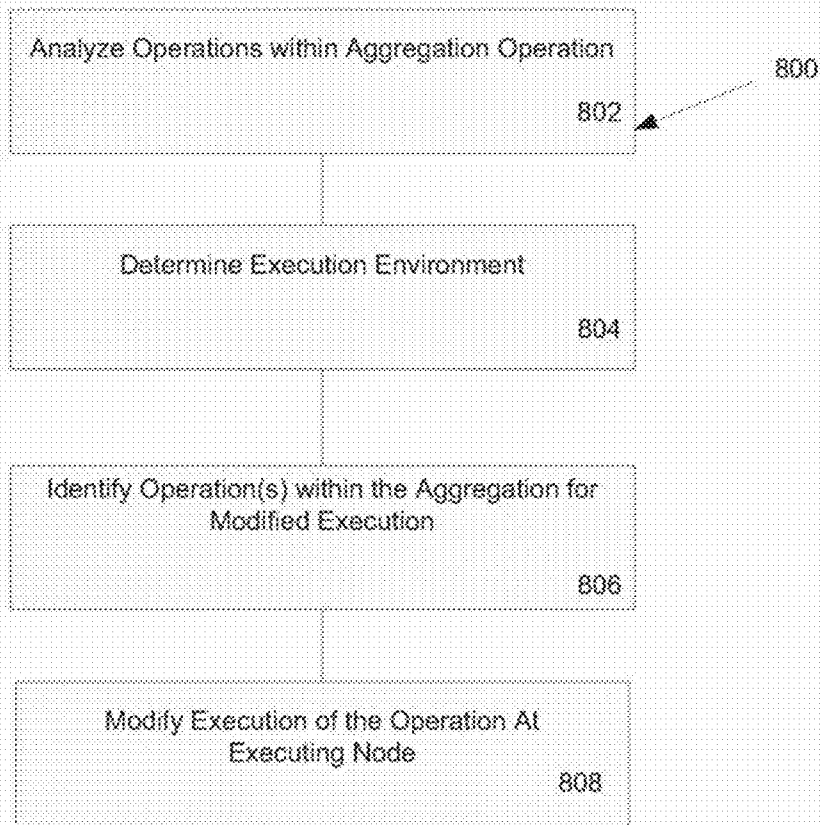 Analyze Operations within Aggregation Operation
800
802
Determine Execution Environment
804
Identify Operation(s) within the Aggregation for
Modified Execution
806
Modify Execution of the Operation At
Executing Node
808